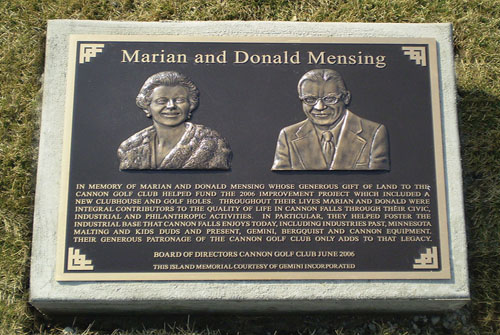 Marian and Donald Mensing
IN MEMORY OF MARIAN AND DONALD MENSING WHOSE GENEROUS GIFT OF LAND TO THE
CANNON GOLF CLUB HELPED FUND THE 2006 IMPROVEMENT PROJECT WHICH INCLUDED A
NEW CLUBHOUSE AND GOLF HOLES. THROUGHOUT THEIR LIVES MARIAN AND DONALD WERE
INTEGRAL CONTRIBUTORS TO THE QUALITY OF LIFE IN CANNON FALLS THROUGH THEIR CIVIC,
INDUSTRIAL AND PHILANTHROPIC ACTIVITIES. IN PARTICULAR, THEY HELPED FOSTER THE
INDUSTRIAL BASE THAT CANNON FALLS ENJOYS TODAY, INCLUDING INDUSTRIES PAST, MINNESOTA
MALTING AND KIDS DUDS AND PRESENT, GEMINI, BERGQUIST AND CANNON EQUIPMENT.
THEIR GENEROUS PATRONAGE OF THE CANNON GOLF CLUB ONLY ADDS TO THAT LEGACY.
BOARD OF DIRECTORS CANNON GOLF CLUB JUNE 2006
THIS ISLAND MEMORIAL COURTESY OF GEMINI INCORPORATED